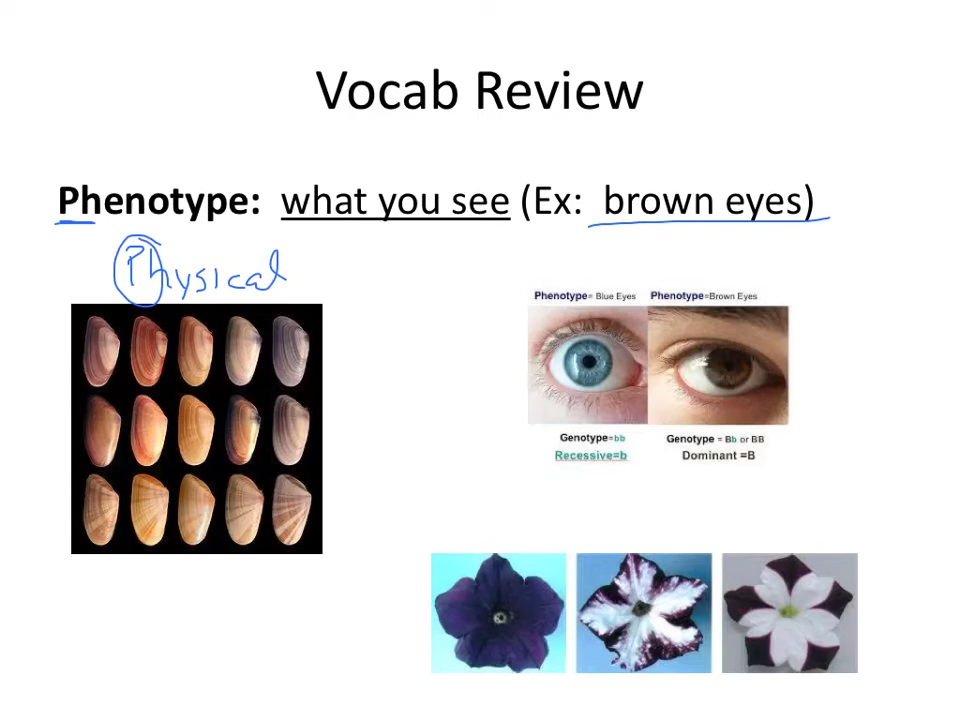 Vocab Review
Phenotype: what you see (Ex: brown eyes)
Physical
Phenotype= Blue Eyes Phenotype=Brown Eyes
Genotype=bb Genotype = Bb or BB
Recessive=b Dominant =B